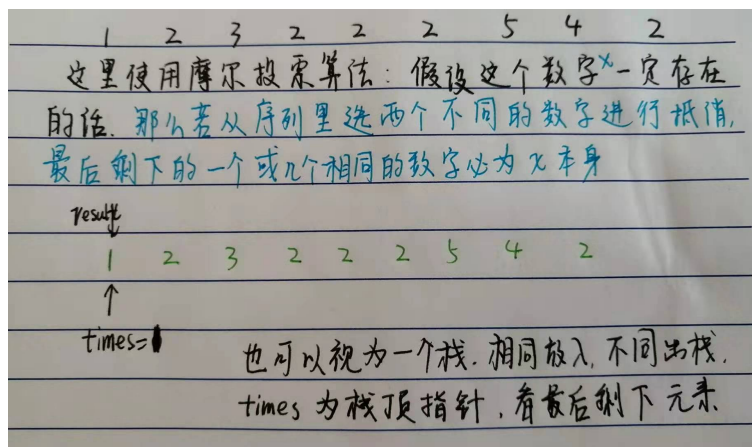 1 2 3 2 2 2 5 4 2
这里使用摩尔投票算法：假设这个数字x一定存在
的话.那么若从序列里选两个不同的数字进行抵消,
最后剩下的一个或几个相同的数字必为x本身
result
1 2 3 2 2 2 5 4 2
times=
也可以视为一个栈.相同放入,不同出栈.
times 为栈顶指针,看最后剩下元素.